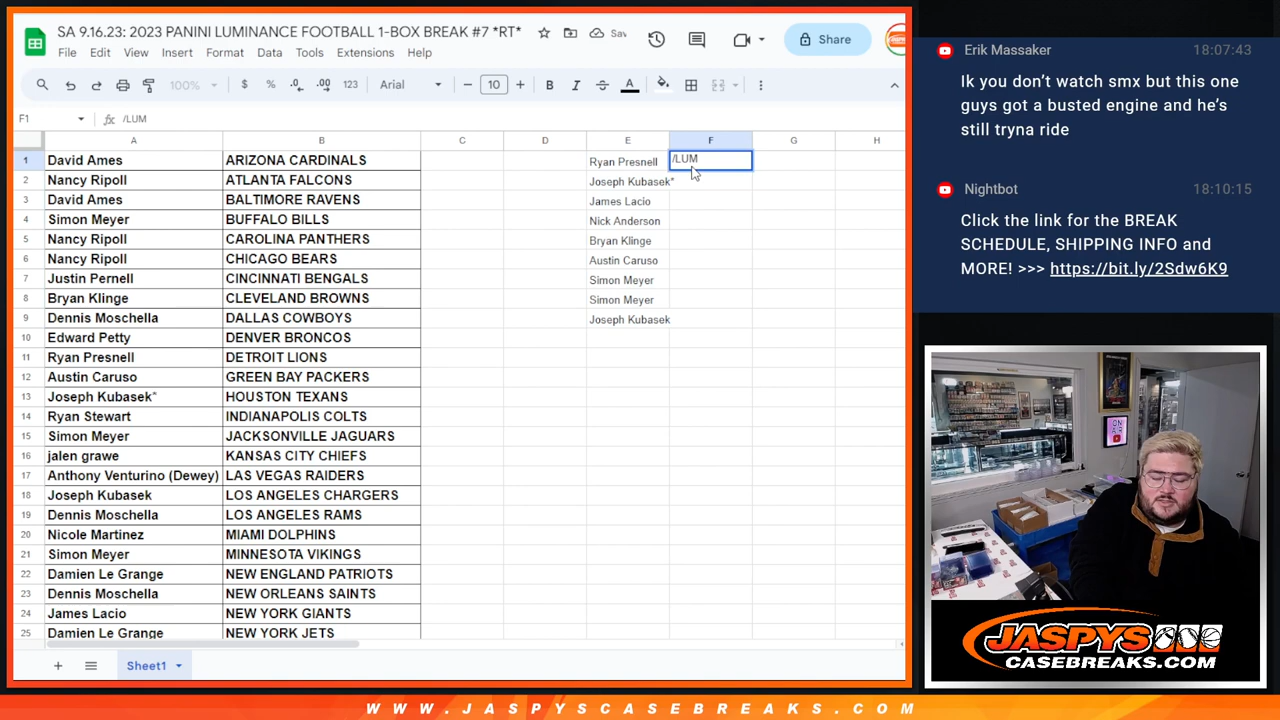 SA 9.16.23: 2023 PANINI LUMINANCE FOOTBALL 1-BOX BREAK #7 *RT*
File Edit View Insert Format Data Tools Extensions Help
Share
100% $ % .0 .00 123 Arial 10 B I A
F1 fx /LUM
A B C D E F G H
1 David Ames ARIZONA CARDINALS Ryan Presnell /LUM
2 Nancy Ripoll ATLANTA FALCONS Joseph Kubasek*
3 David Ames BALTIMORE RAVENS James Lacio
4 Simon Meyer BUFFALO BILLS Nick Anderson
5 Nancy Ripoll CAROLINA PANTHERS Bryan Klinge
6 Nancy Ripoll CHICAGO BEARS Austin Caruso
7 Justin Pernell CINCINNATI BENGALS Simon Meyer
8 Bryan Klinge CLEVELAND BROWNS Simon Meyer
9 Dennis Moschella DALLAS COWBOYS Joseph Kubasek
10 Edward Petty DENVER BRONCOS
11 Ryan Presnell DETROIT LIONS
12 Austin Caruso GREEN BAY PACKERS
13 Joseph Kubasek* HOUSTON TEXANS
14 Ryan Stewart INDIANAPOLIS COLTS
15 Simon Meyer JACKSONVILLE JAGUARS
16 jalen grawe KANSAS CITY CHIEFS
17 Anthony Venturino (Dewey) LAS VEGAS RAIDERS
18 Joseph Kubasek LOS ANGELES CHARGERS
19 Dennis Moschella LOS ANGELES RAMS
20 Nicole Martinez MIAMI DOLPHINS
21 Simon Meyer MINNESOTA VIKINGS
22 Damien Le Grange NEW ENGLAND PATRIOTS
23 Dennis Moschella NEW ORLEANS SAINTS
24 James Lacio NEW YORK GIANTS
25 Damien Le Grange NEW YORK JETS
Sheet1
Erik Massaker 18:07:43
Ik you don't watch smx but this one
guys got a busted engine and he's
still tryna ride
Nightbot 18:10:15
Click the link for the BREAK
SCHEDULE, SHIPPING INFO and
MORE! >>> https://bit.ly/2Sdw6K9
ON
AIR
JASPYS
CASEBREAKS.COM
WWW.JASPYSCASEBREAKS.COM